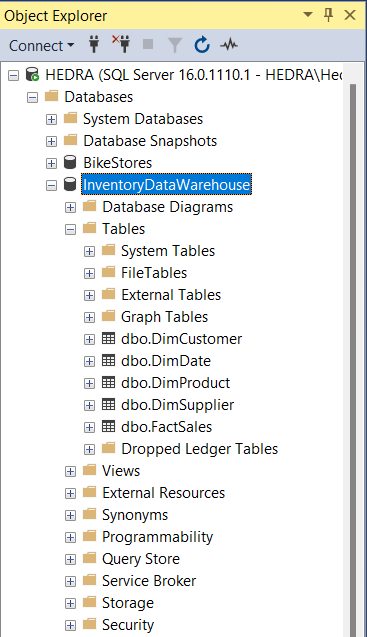 Object Explorer
Connect
HEDRA (SQL Server 16.0.1110.1 - HEDRA\Hed
Databases
System Databases
Database Snapshots
BikeStores
InventoryDataWarehouse
Database Diagrams
Tables
System Tables
FileTables
External Tables
Graph Tables
dbo.DimCustomer
dbo.DimDate
dbo.DimProduct
dbo.DimSupplier
dbo.FactSales
Dropped Ledger Tables
Views
External Resources
Synonyms
Programmability
Query Store
Service Broker
Storage
Security